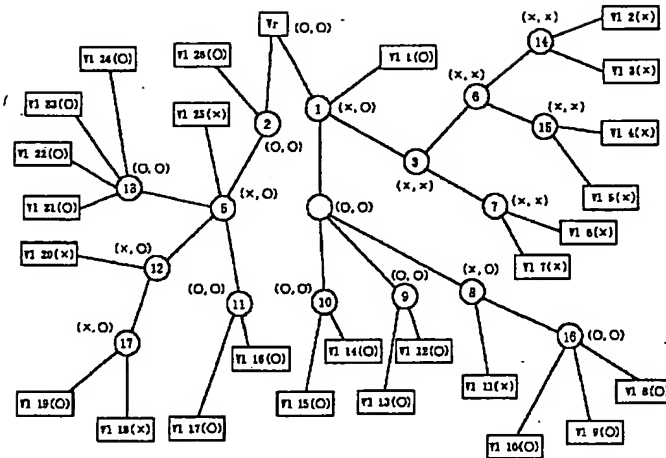 Vr (0, 0)
(x, x)
V1 2(x)
14
V1 24(O)
V1 26(O)
V1 1(O)
V1 3(x)
V1 23(O)
V1 25(x)
1 (x, O)
6
(x, x)
2
15
V1 4(x)
V1 22(O)
(O, O)
(O, O)
3
13
(x, x)
V1 5(x)
V1 21(O)
5
(x, O)
(O, O)
7
(x, x)
V1 6(x)
(x, O)
V1 20(x)
12
V1 7(x)
(O, O)
(x, O)
(O, O)
11
(O, O)
10
9
8
(x, O)
17
16
(O, O)
V1 16(O)
V1 14(O)
V1 12(O)
V1 11(x)
V1 8(O)
V1 19(O)
V1 15(O)
V1 13(O)
V1 18(x)
V1 17(O)
V1 9(O)
V1 10(O)